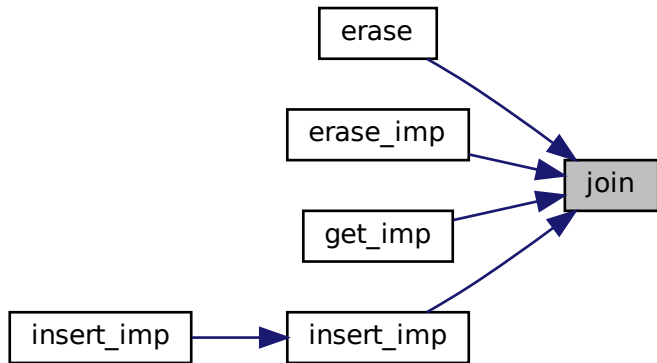 erase
erase_imp
join
get_imp
insert_imp
insert_imp